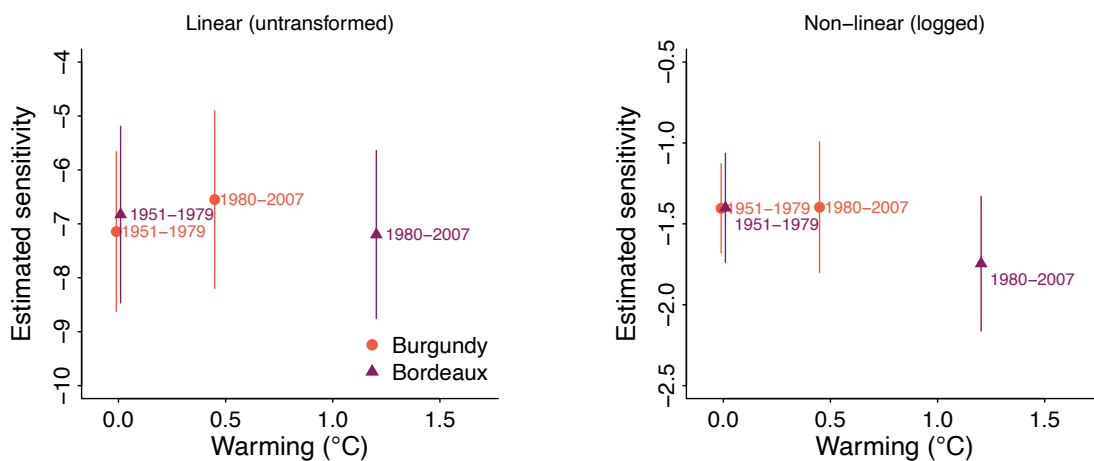 Linear (untransformed)
Estimated sensitivity
−4
−5
−6
−7
−8
−9
−10
1951−1979
1951−1979
1980−2007
1980−2007
Burgundy
Bordeaux
0.0 0.5 1.0 1.5
Warming (°C)
Non−linear (logged)
Estimated sensitivity
−0.5
−1.0
−1.5
−2.0
−2.5
1951−1979
1980−2007
1951−1979
1980−2007
0.0 0.5 1.0 1.5
Warming (°C)